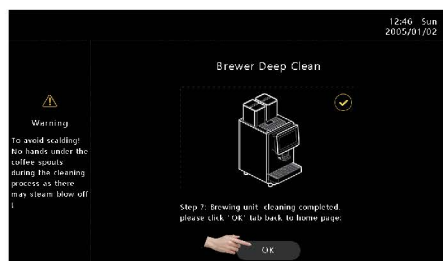 12:46 Sun
2005/01/02
Brewer Deep Clean
Warning
To avoid scalding!
No hands under the
coffee spouts
during the cleaning
process as there
may steam blow off
!
Step 7: Brewing unit cleaning completed,
please click "OK" tab back to home page;
OK